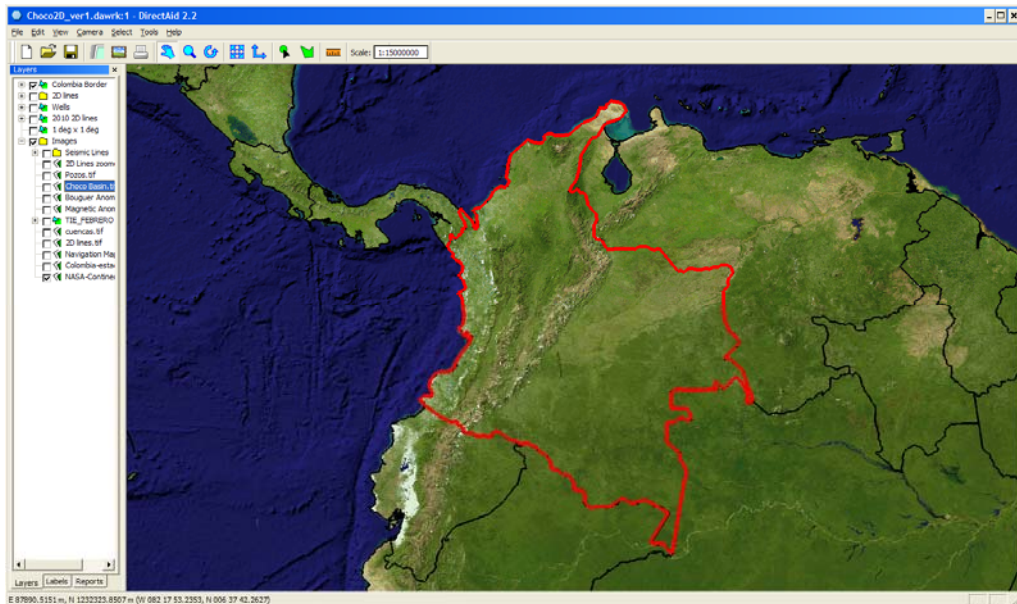 Choco2D_ver1.dawrk:1 - DirectAid 2.2
File Edit View Camera Select Tools Help
Scale: 1:15000000
Layers
Colombia Border
2D lines
Wells
2010 2D lines
1 deg x 1 deg
Images
Seismic Lines
2D Lines zoom
Pozos.tif
Choco Basin.ti
Bouguer Anom
Magnetic Anom
TIE_FEBRERO
cuencas.tif
2D lines.tif
Navigation Map
Colombia-esta
NASA-Contine
Layers Labels Reports
E 87890.5151 m, N 1232323.8507 m (W 082 17 53.2353, N 006 37 42.2627)